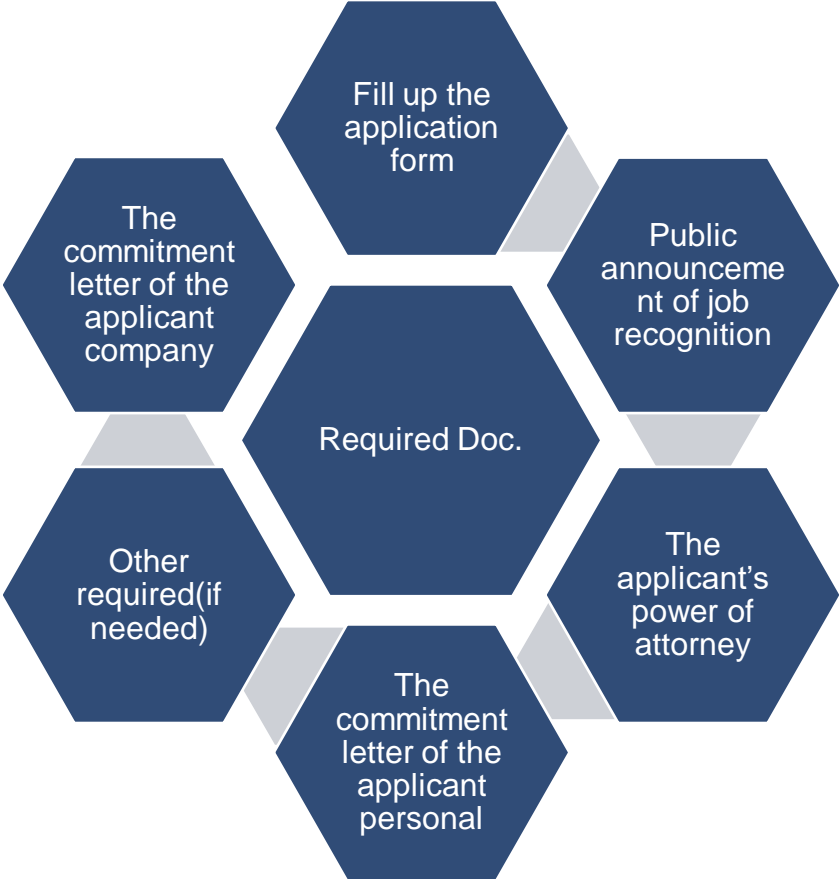 Fill up the
application
form
Public
announceme
nt of job
recognition
The
applicant's
power of
attorney
The
commitment
letter of the
applicant
personal
Other
required(if
needed)
The
commitment
letter of the
applicant
company
Required Doc.